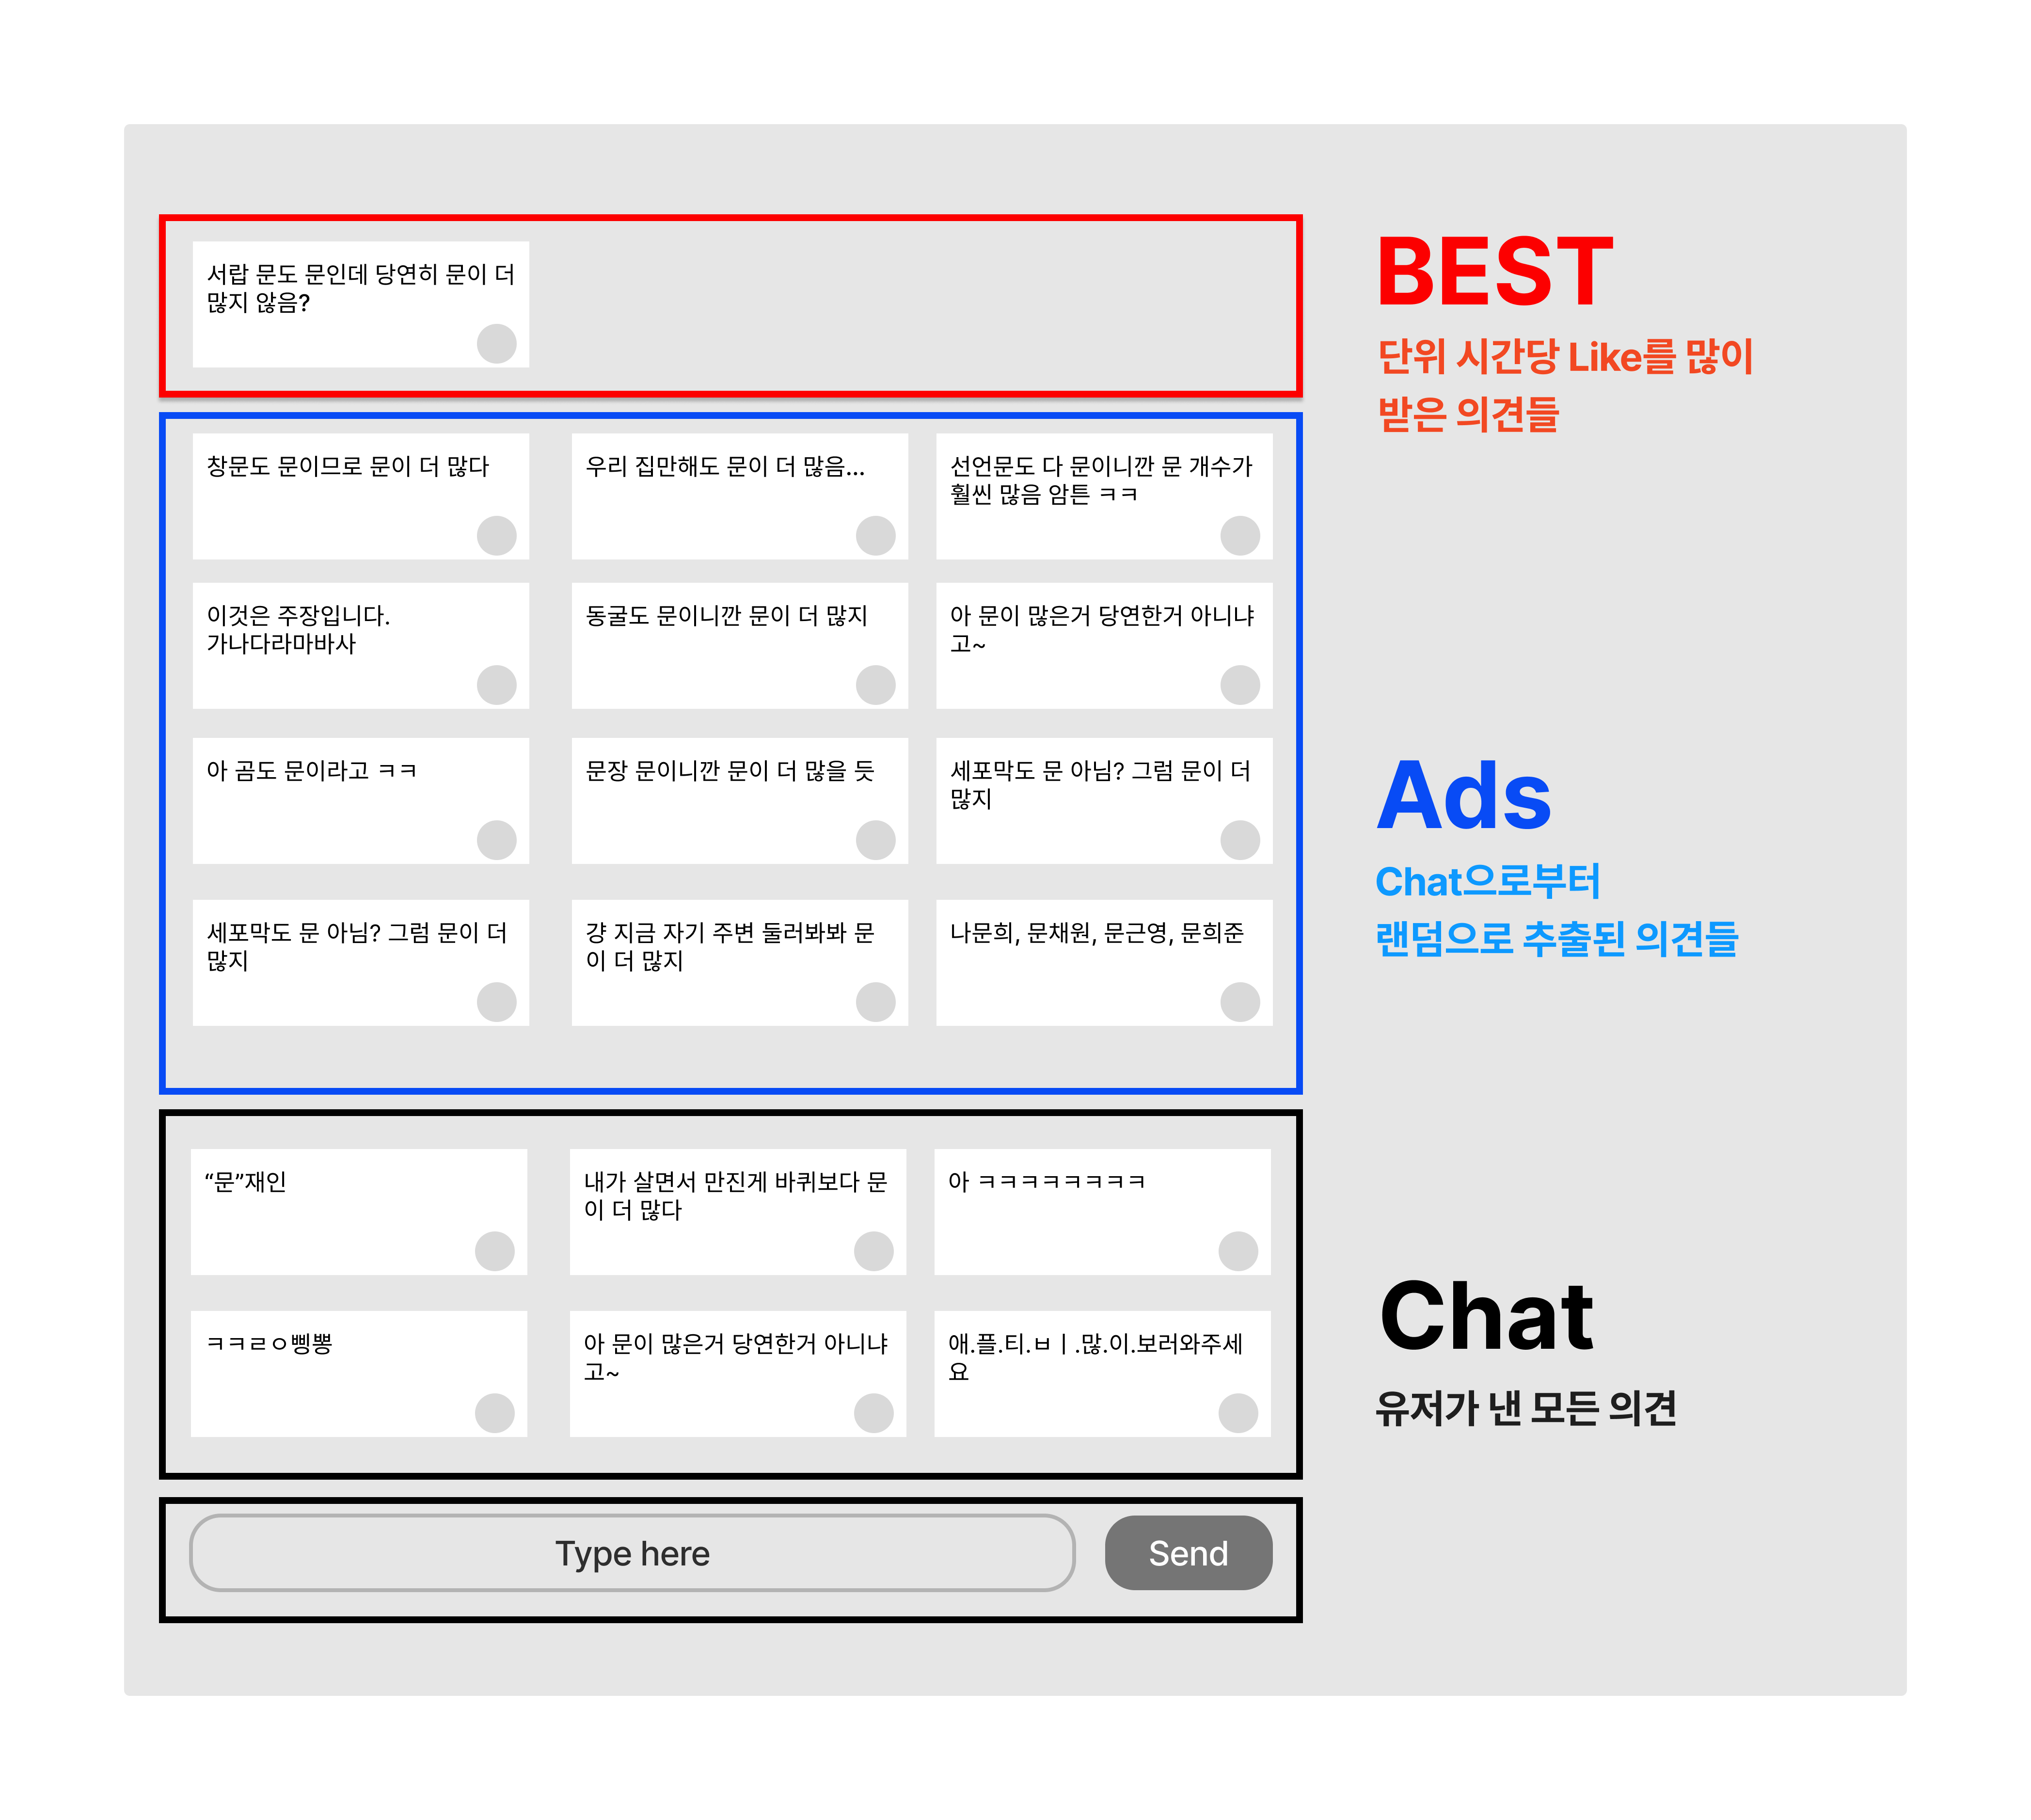 서랍 문도 문인데 당연히 문이 더
많지 않음?
BEST
단위 시간당 Like를 많이
받은 의견들
창문도 문이므로 문이 더 많다
우리 집만해도 문이 더 많음...
선언문도 다 문이니깐 문 개수가
훨씬 많음 암튼 ㅋㅋ
이것은 주장입니다.
가나다라마바사
동굴도 문이니깐 문이 더 많지
아 문이 많은거 당연한거 아니냐
고~
아 곰도 문이라고 ㅋㅋ
문장 문이니깐 문이 더 많을 듯
세포막도 문 아님? 그럼 문이 더
많지
세포막도 문 아님? 그럼 문이 더
많지
걍 지금 자기 주변 둘러봐봐 문
이 더 많지
나문희, 문채원, 문근영, 문희준
Ads
Chat으로부터
랜덤으로 추출된 의견들
“문”재인
내가 살면서 만진게 바퀴보다 문
이 더 많다
아 ㅋㅋㅋㅋㅋㅋㅋㅋ
ㅋㅋㄹㅇ삥뽕
아 문이 많은거 당연한거 아니냐
고~
애.플.티.ㅂㅣ.많.이.보러와주세
요
Chat
유저가 낸 모든 의견
Type here
Send